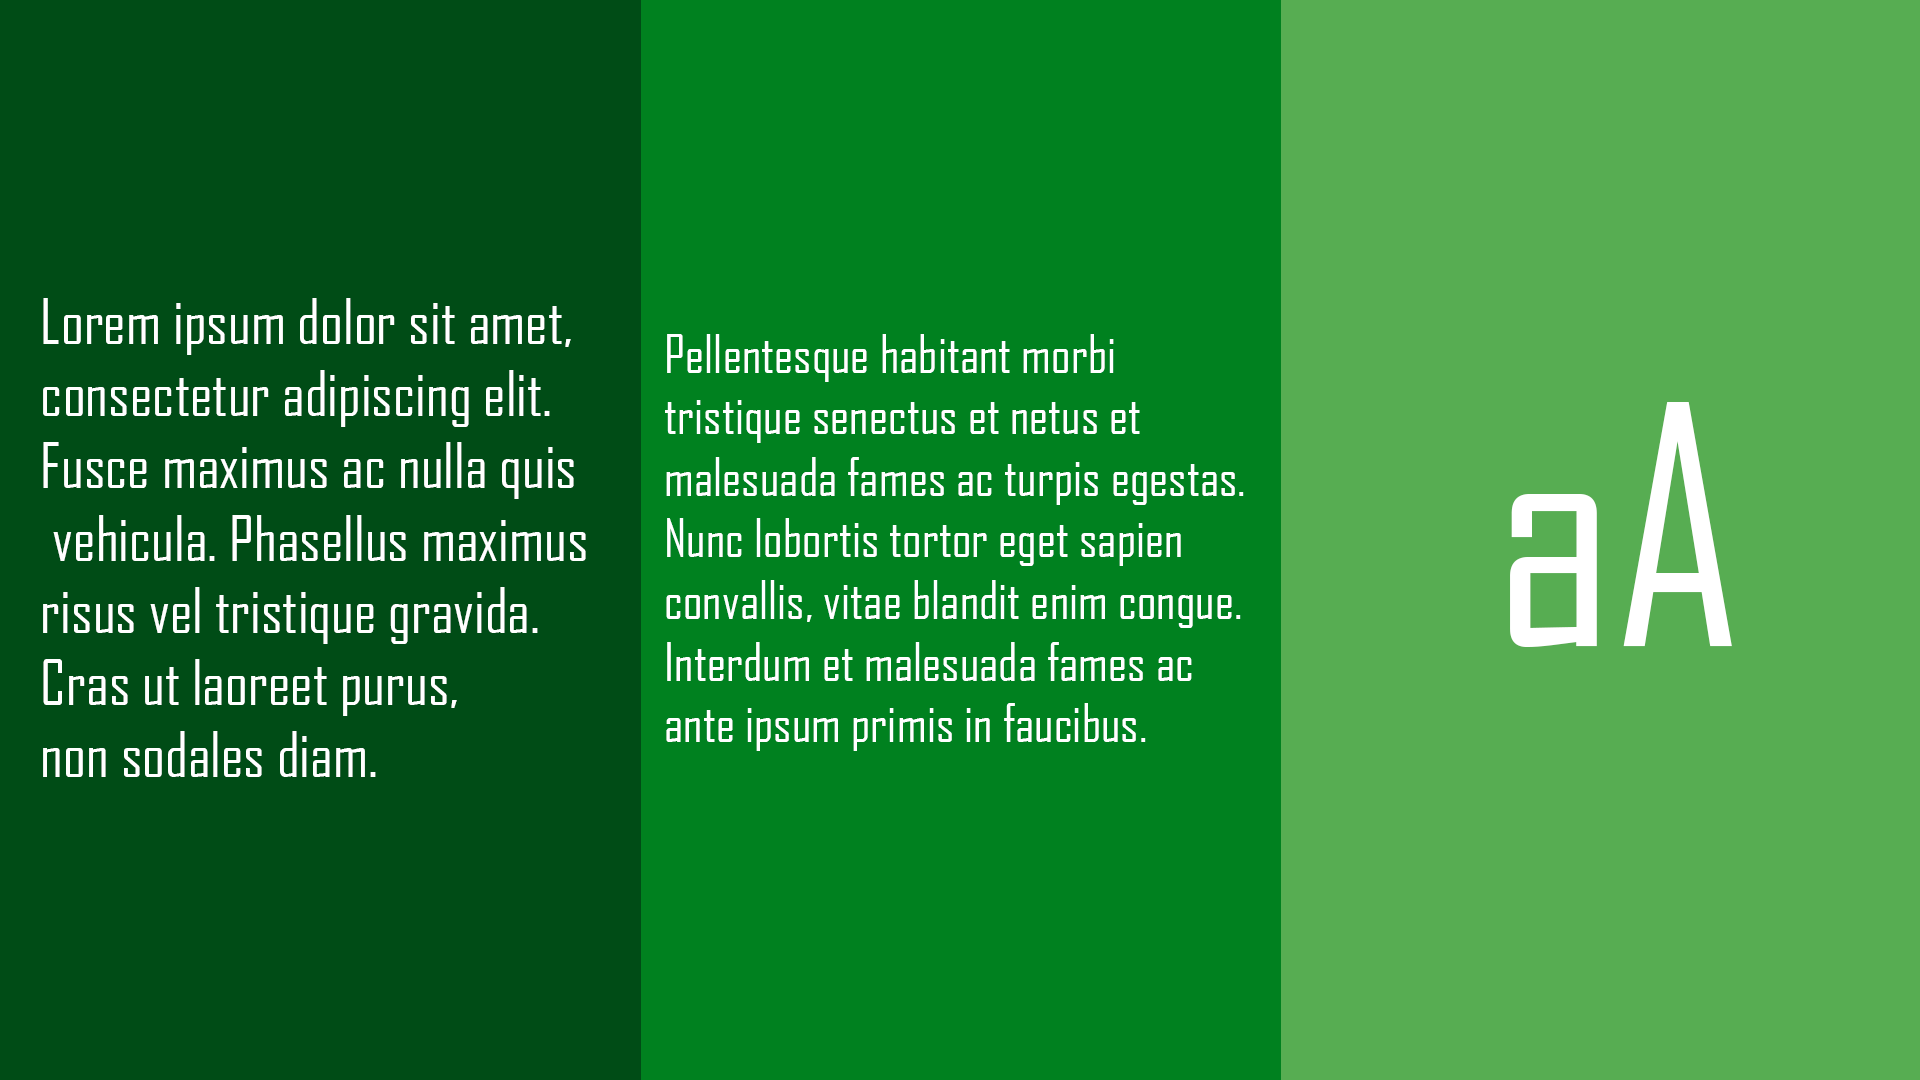 Lorem ipsum dolor sit amet,
consectetur adipiscing elit.
Fusce maximus ac nulla quis
vehicula. Phasellus maximus
risus vel tristique gravida.
Cras ut laoreet purus,
non sodales diam.
Pellentesque habitant morbi
tristique senectus et netus et
malesuada fames ac turpis egestas.
Nunc lobortis tortor eget sapien
convallis, vitae blandit enim congue.
Interdum et malesuada fames ac
ante ipsum primis in faucibus.
aA